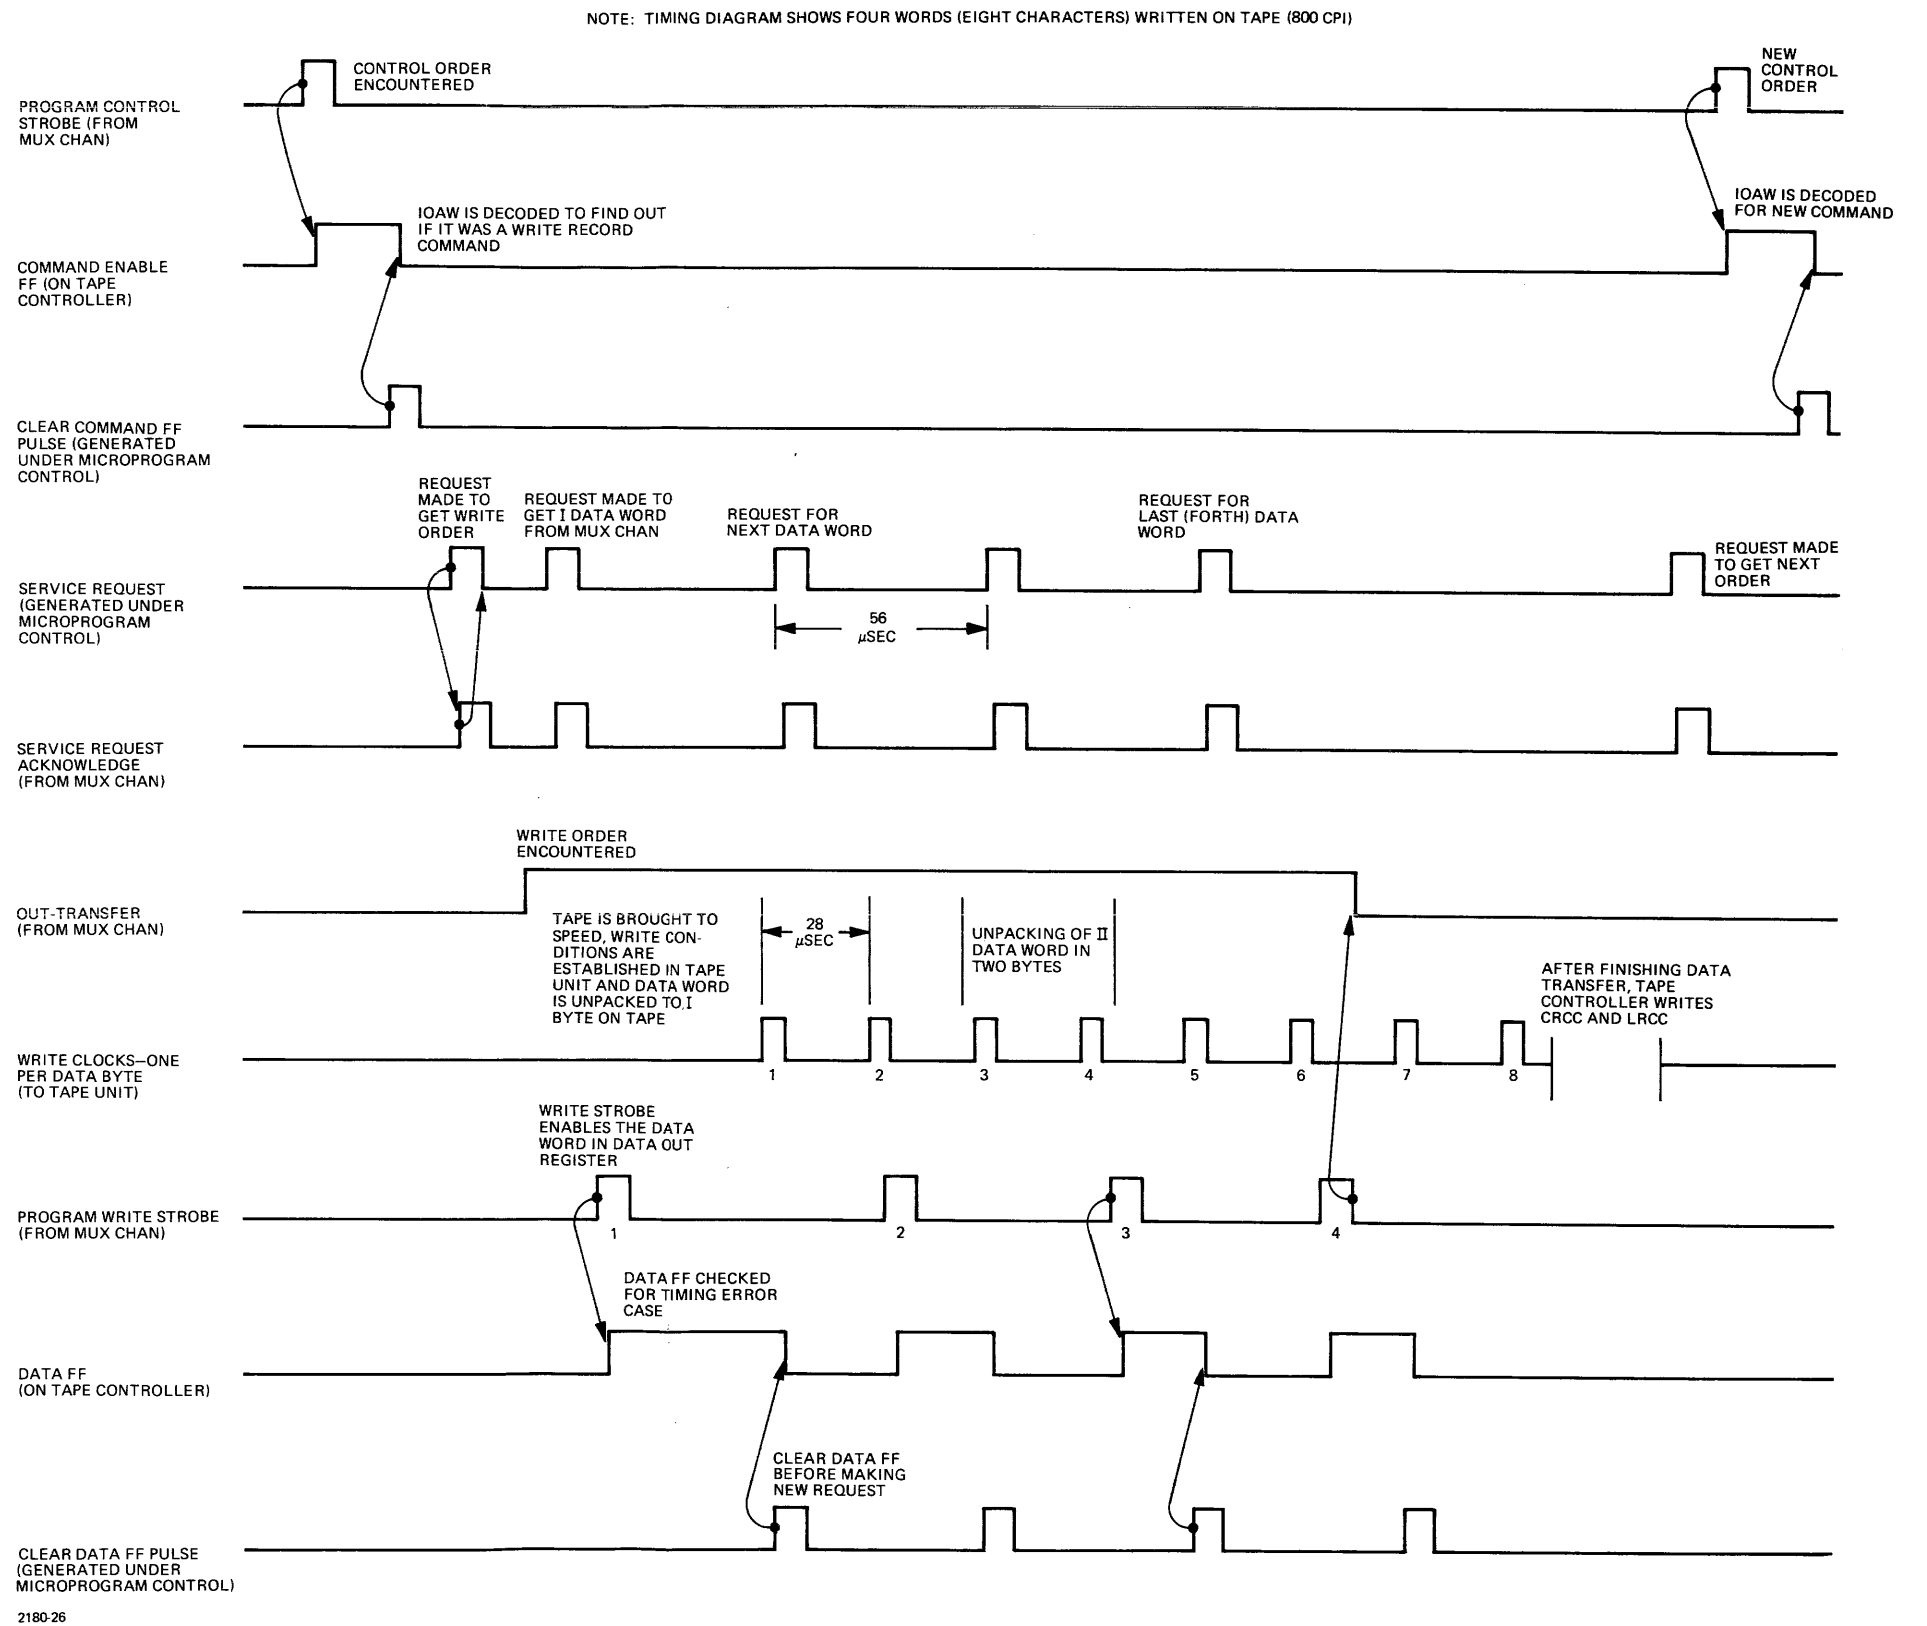 NOTE: TIMING DIAGRAM SHOWS FOUR WORDS (EIGHT CHARACTERS) WRITTEN ON TAPE (800 CPI)
PROGRAM CONTROL
STROBE (FROM
MUX CHAN)
CONTROL ORDER
ENCOUNTERED
NEW
CONTROL
ORDER
COMMAND ENABLE
FF (ON TAPE
CONTROLLER)
IOAW IS DECODED TO FIND OUT
IF IT WAS A WRITE RECORD
COMMAND
IOAW IS DECODED
FOR NEW COMMAND
CLEAR COMMAND FF
PULSE (GENERATED
UNDER MICROPROGRAM
CONTROL)
REQUEST
MADE TO
GET WRITE
ORDER
REQUEST MADE TO
GET I DATA WORD
FROM MUX CHAN
REQUEST FOR
NEXT DATA WORD
REQUEST FOR
LAST (FORTH) DATA
WORD
REQUEST MADE
TO GET NEXT
ORDER
SERVICE REQUEST
(GENERATED UNDER
MICROPROGRAM
CONTROL)
56
μSEC
SERVICE REQUEST
ACKNOWLEDGE
(FROM MUX CHAN)
WRITE ORDER
ENCOUNTERED
OUT-TRANSFER
(FROM MUX CHAN)
TAPE IS BROUGHT TO
SPEED, WRITE CON-
DITIONS ARE
ESTABLISHED IN TAPE
UNIT AND DATA WORD
IS UNPACKED TO I
BYTE ON TAPE
28
μSEC
UNPACKING OF II
DATA WORD IN
TWO BYTES
AFTER FINISHING DATA
TRANSFER, TAPE
CONTROLLER WRITES
CRCC AND LRCC
WRITE CLOCKS—ONE
PER DATA BYTE
(TO TAPE UNIT)
1 2 3 4 5 6 7 8
WRITE STROBE
ENABLES THE DATA
WORD IN DATA OUT
REGISTER
PROGRAM WRITE STROBE
(FROM MUX CHAN)
1 2 3 4
DATA FF CHECKED
FOR TIMING ERROR
CASE
DATA FF
(ON TAPE CONTROLLER)
CLEAR DATA FF
BEFORE MAKING
NEW REQUEST
CLEAR DATA FF PULSE
(GENERATED UNDER
MICROPROGRAM CONTROL)
2180-26